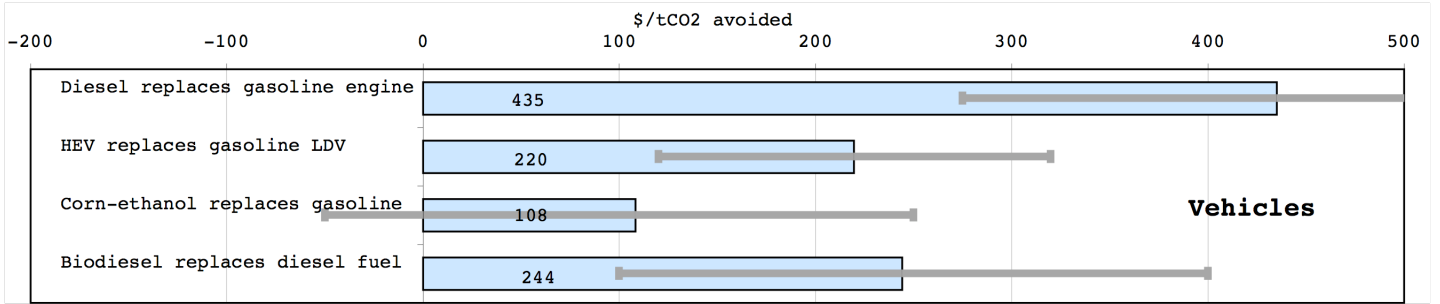 $/tCO2 avoided
-200 -100 0 100 200 300 400 500
Diesel replaces gasoline engine 435
HEV replaces gasoline LDV 220
Corn-ethanol replaces gasoline 108
Vehicles
Biodiesel replaces diesel fuel 244